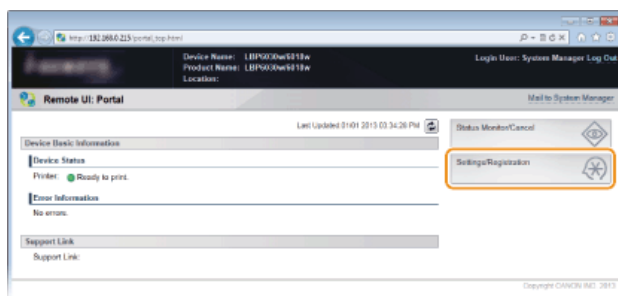 http://192.168.0.215/portal_top.html
Device Name: LBP6030w/6018w
Product Name: LBP6030w/6018w
Location:
Login User: System Manager Log Out
Remote UI: Portal
Mail to System Manager
Last Updated 01/01 2013 03:34:28 PM
Device Basic Information
Device Status
Printer: Ready to print.
Error Information
No errors.
Support Link
Support Link:
Status Monitor/Cancel
Settings/Registration
Copyright CANON INC. 2013